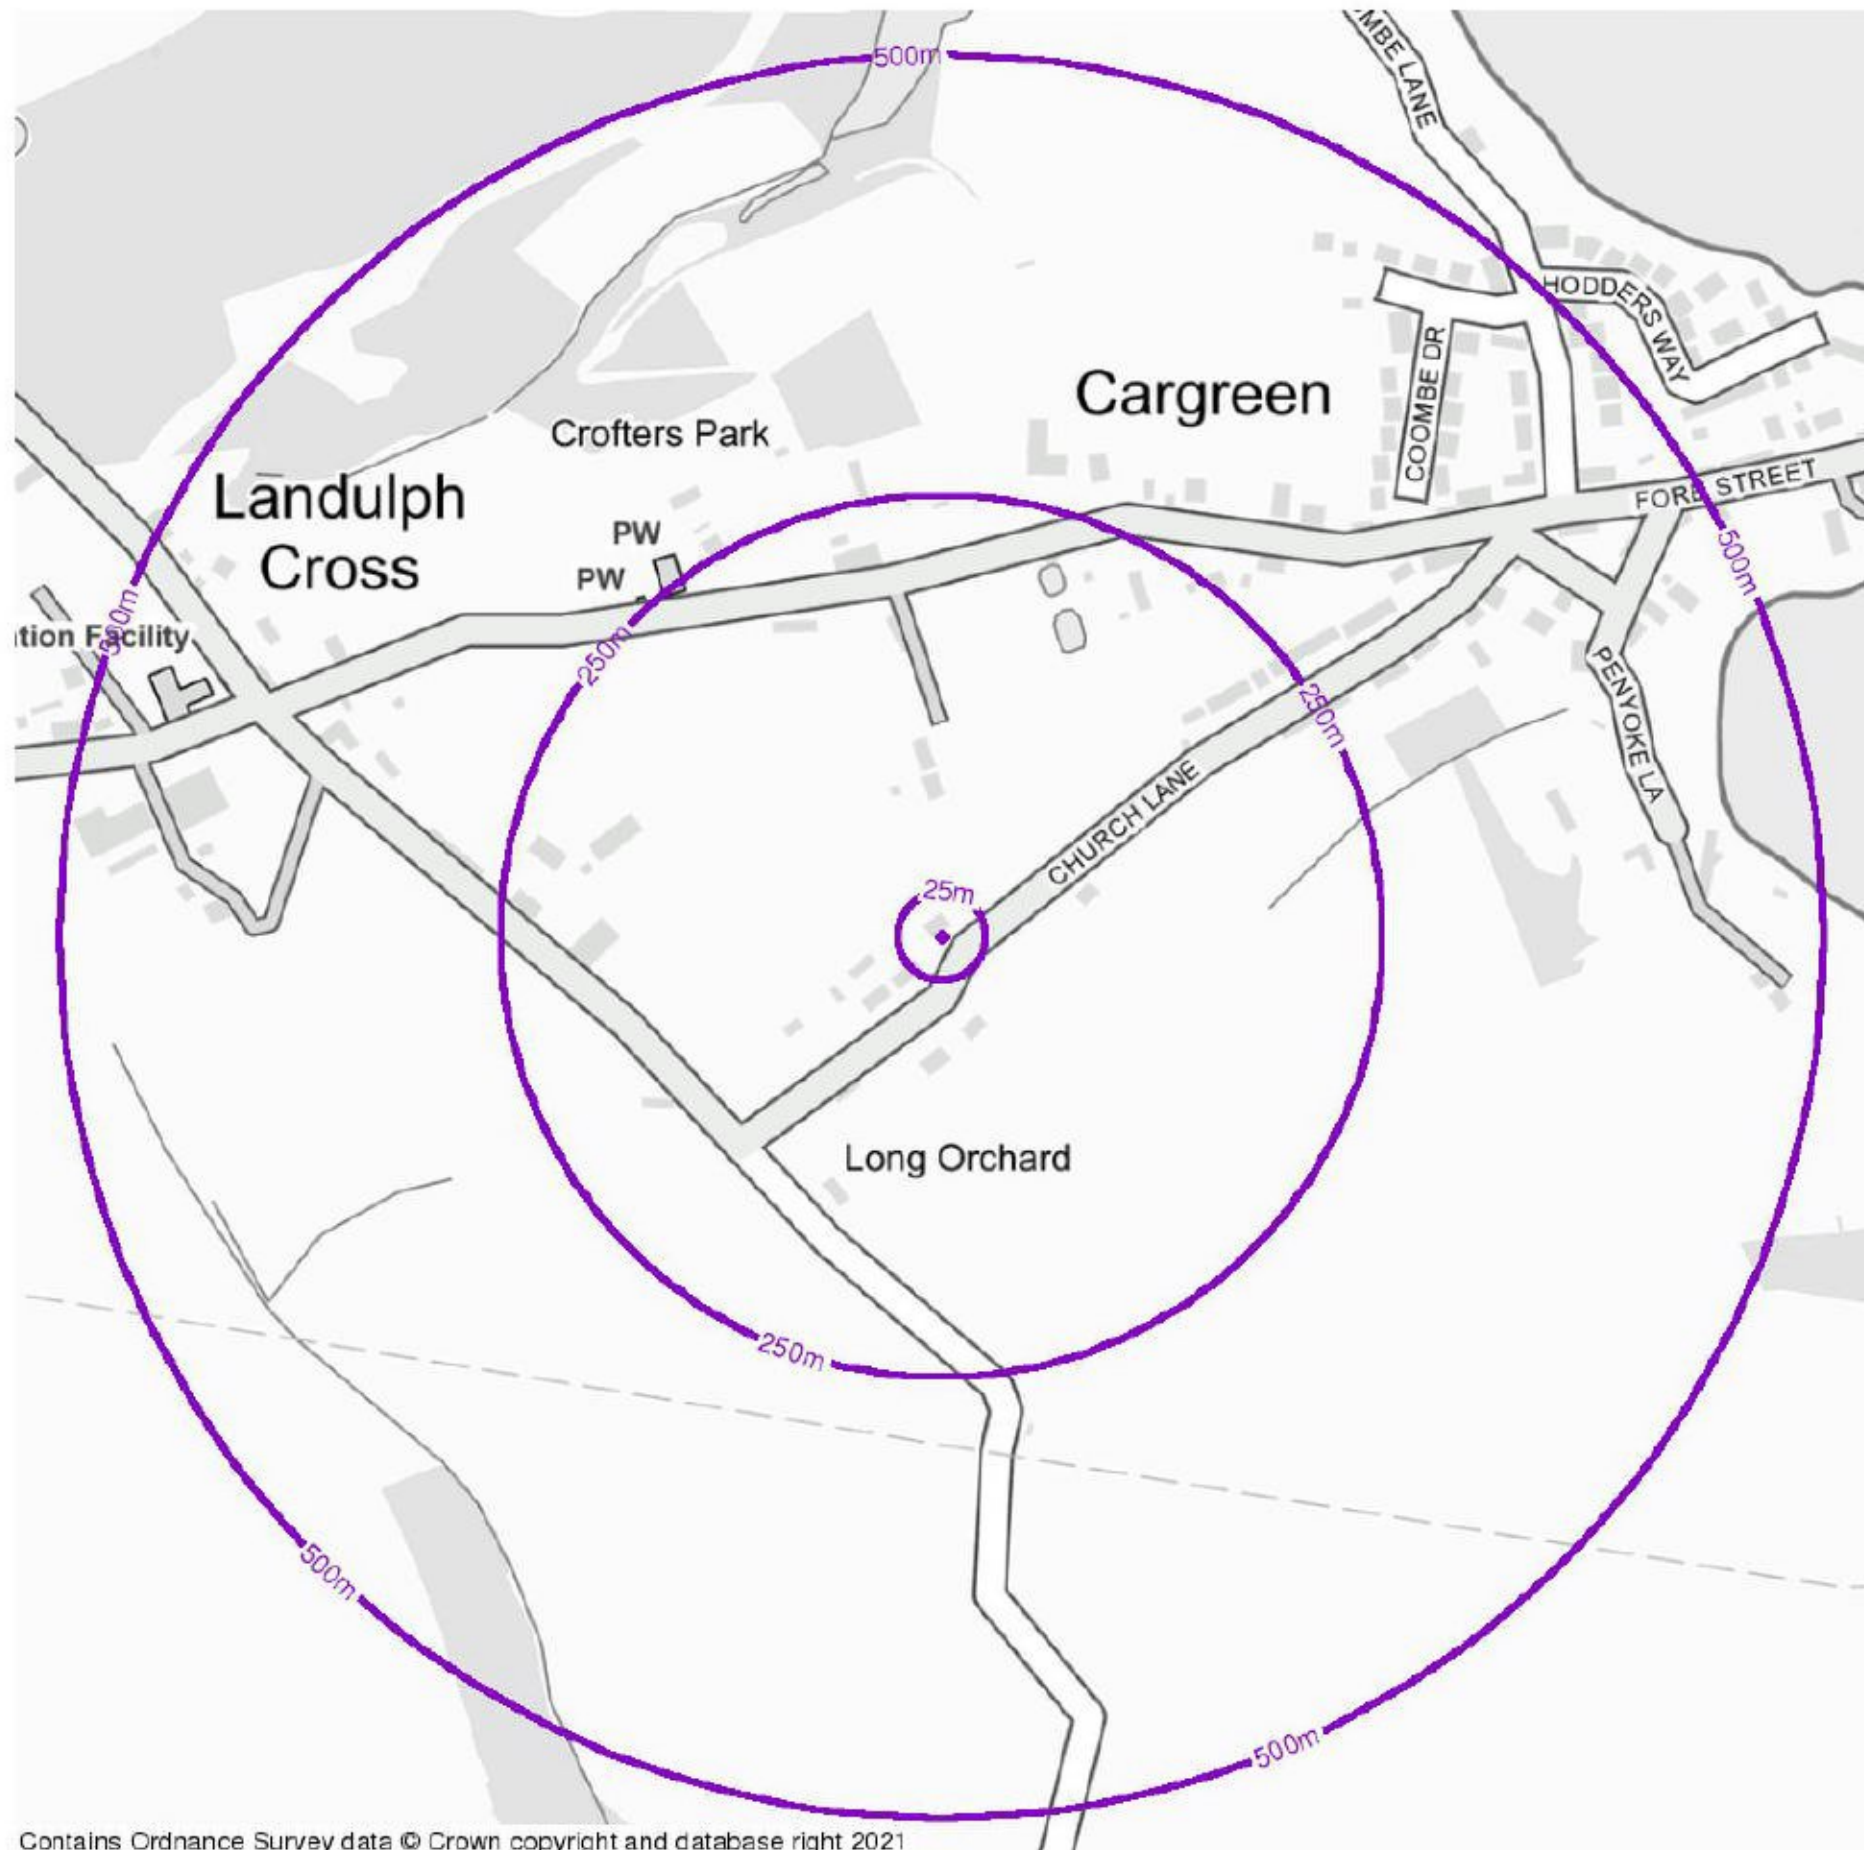 500m
OMBE LANE
HODDERS WAY
COOMBE DR
Cargreen
Crofters Park
Landulph
Cross
FORE STREET
PW
PW
500m
500m
tion Facility
250m
250m
PENYOKE LA
CHURCH LANE
25m
Long Orchard
250m
500m
500m
Contains Ordnance Survey data © Crown copyright and database right 2021